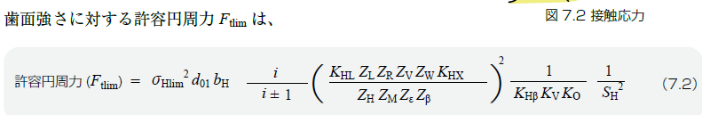 歯面強さに対する許容円周力 Ftlim は、
図 7.2 接触応力
許容円周力 (Ftlim) = σHlim² d01 bH i / (i ± 1) ( KHL ZL ZR ZV ZW KHX / ZH ZM Zε Zβ )² 1 / KHβ KV KO 1 / SH² (7.2)